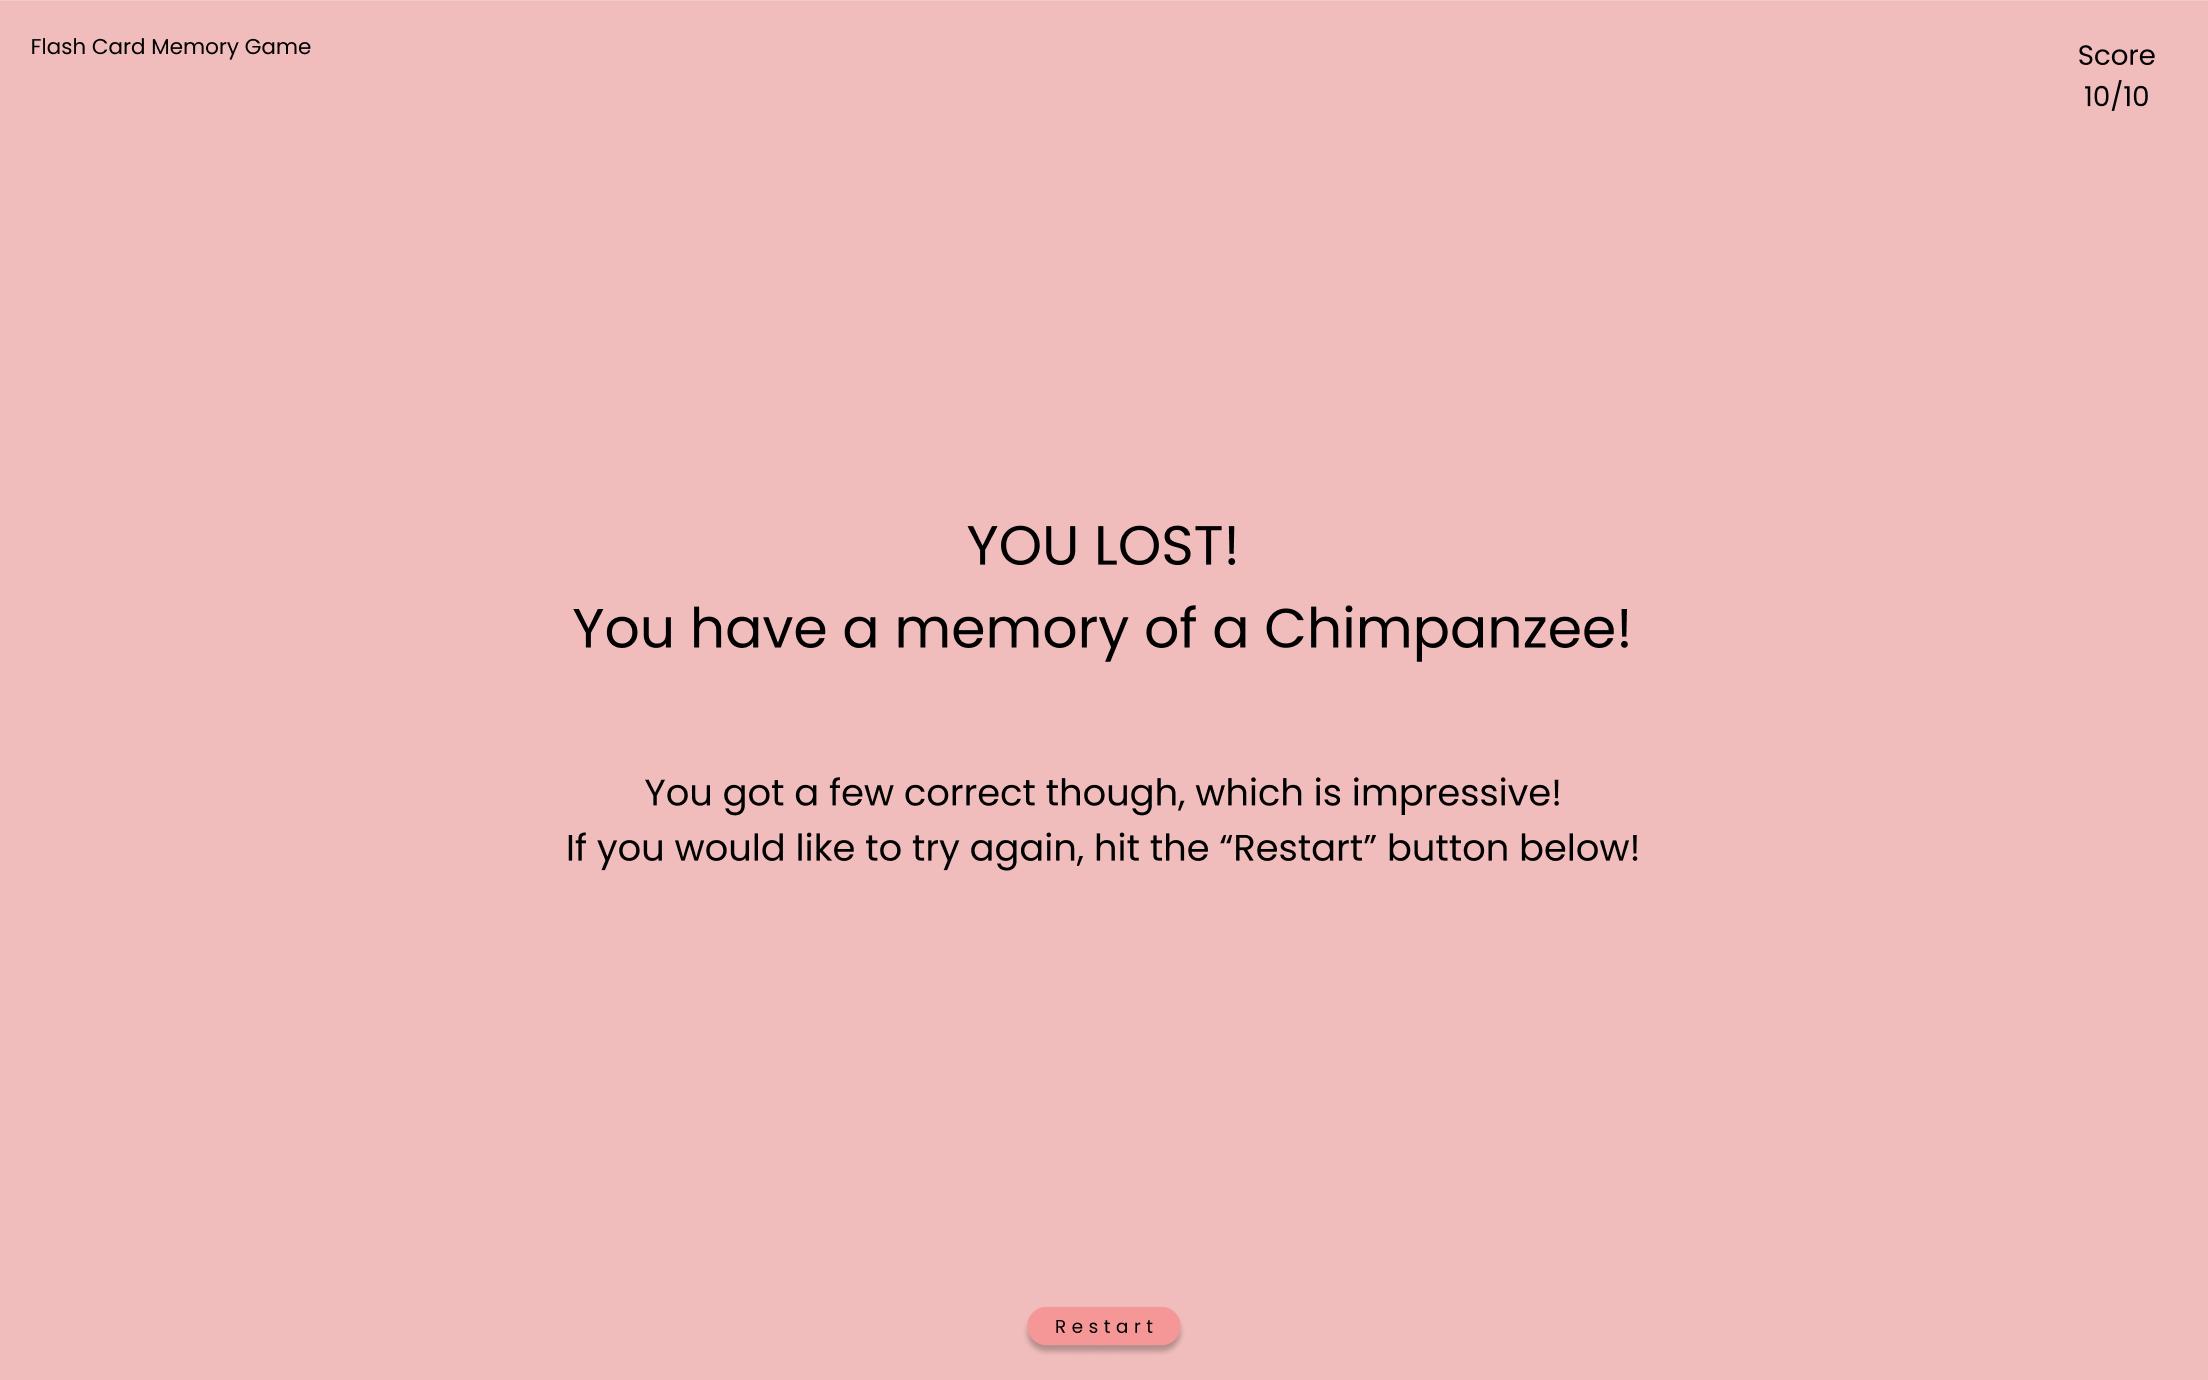 Flash Card Memory Game
Score
10/10
YOU LOST!
You have a memory of a Chimpanzee!
You got a few correct though, which is impressive!
If you would like to try again, hit the “Restart” button below!
Restart